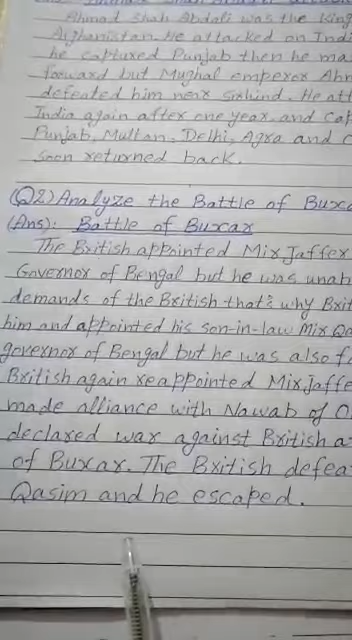 Ahmad Shah Abdali was the King
Afghanistan. He attacked on Indi
he captured Punjab then he ma
forward but Mughal emperor Ahm
defeated him near Sirhind. He att
India again after one year and Cap
Punjab, Multan, Delhi, Agra and
soon returned back.
(Q2) Analyze the Battle of Buxa
(Ans): Battle of Buxar
The British appointed Mir Jaffer
Governor of Bengal but he was unab
demands of the British that's why Brit
him and appointed his son-in-law Mir Qa
governor of Bengal but he was also fa
British again reappointed Mir jaffe
made alliance with Nawab of O
declared war against British a
of Buxar. The British defea
Qasim and he escaped.